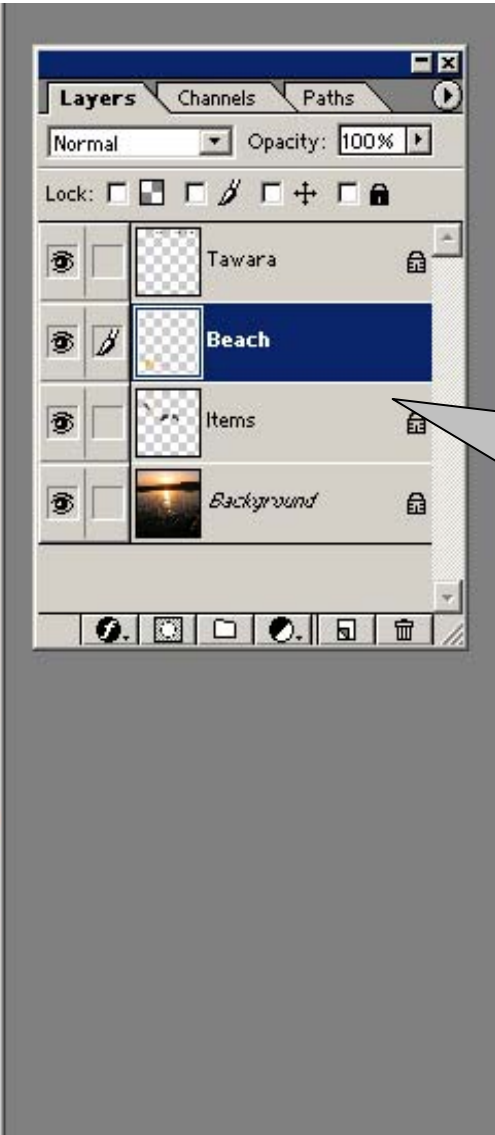 Layers Channels Paths
Normal Opacity: 100%
Lock:
Tawara
Beach
Items
Background